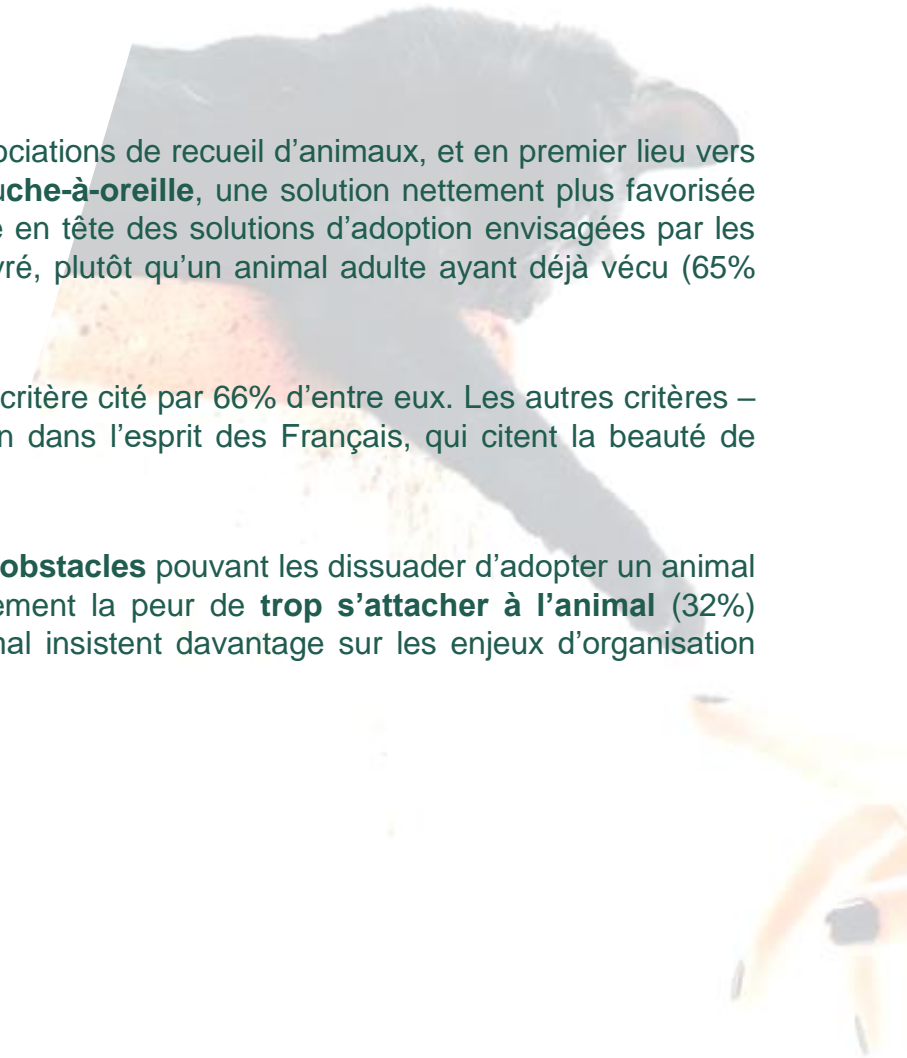 ociations de recueil d'animaux, et en premier lieu vers
uche-à-oreille, une solution nettement plus favorisée
en tête des solutions d'adoption envisagées par les
vré, plutôt qu'un animal adulte ayant déjà vécu (65%
critère cité par 66% d'entre eux. Les autres critères –
n dans l'esprit des Français, qui citent la beauté de
obstacles pouvant les dissuader d'adopter un animal
ement la peur de trop s'attacher à l'animal (32%)
nal insistent davantage sur les enjeux d'organisation